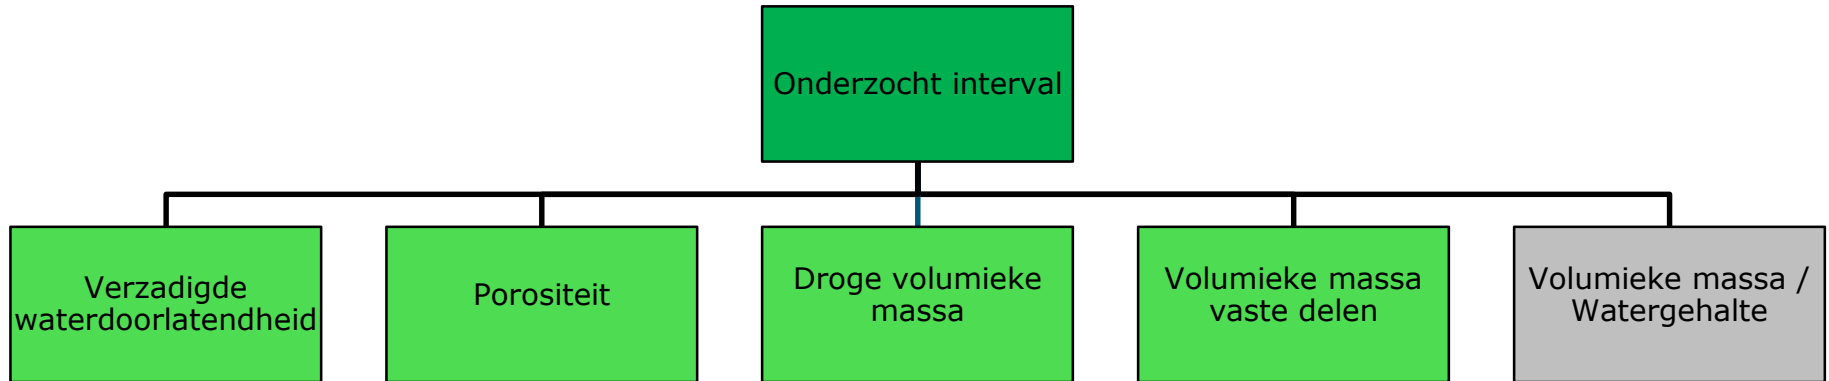 Onderzocht interval
Verzadigde
waterdoorlatendheid
Porositeit
Droge volumieke
massa
Volumieke massa
vaste delen
Volumieke massa /
Watergehalte